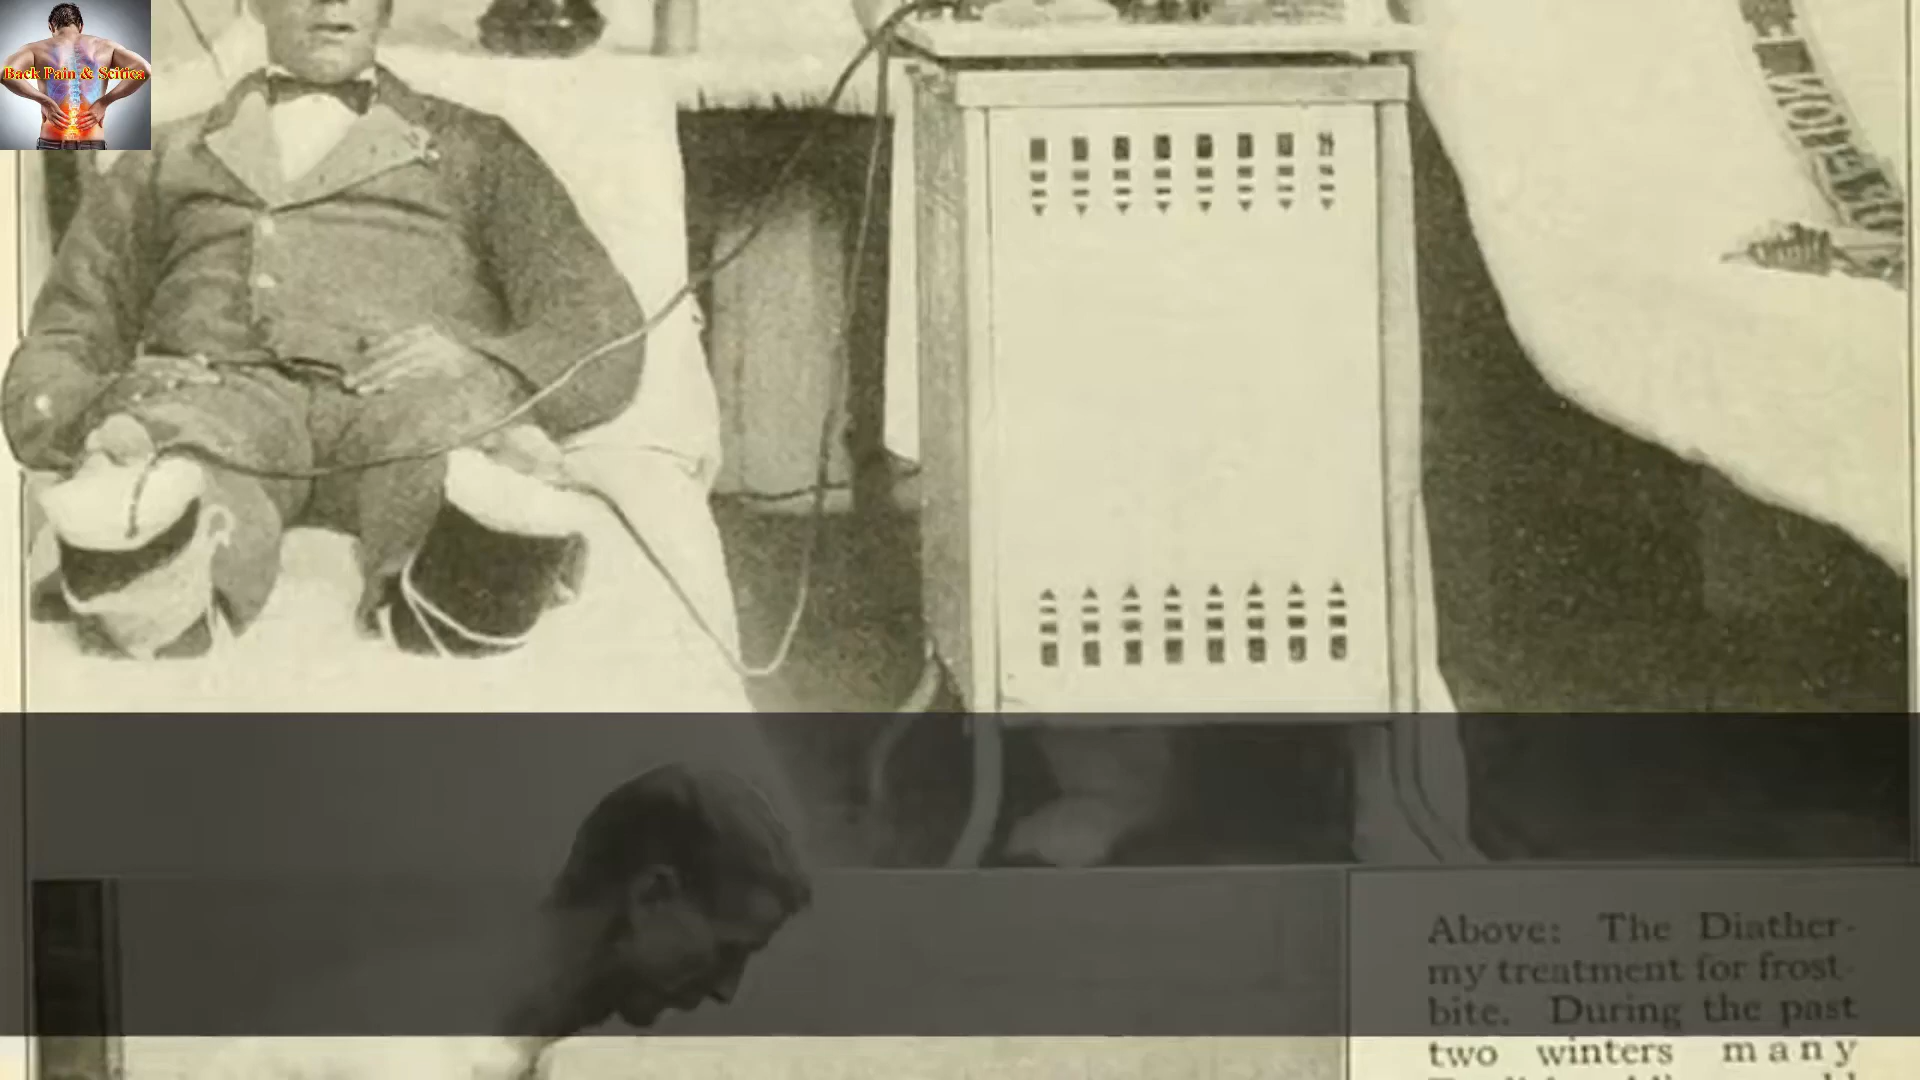 Back Pain & Scitica
Above: The Diather-
my treatment for frost-
bite. During the past
two winters many